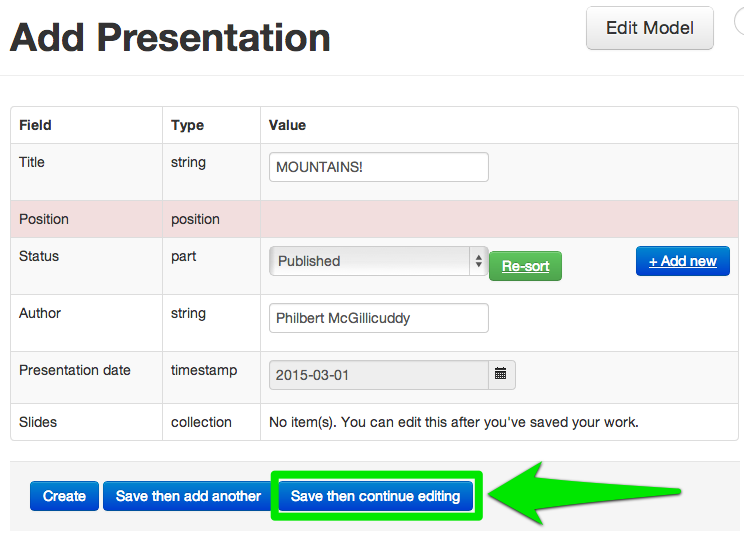 Add Presentation
Edit Model
Field Type Value
Title string MOUNTAINS!
Position position
Status part Published Re-sort + Add new
Author string Philbert McGillicuddy
Presentation date timestamp 2015-03-01
Slides collection No item(s). You can edit this after you've saved your work.
Create Save then add another Save then continue editing